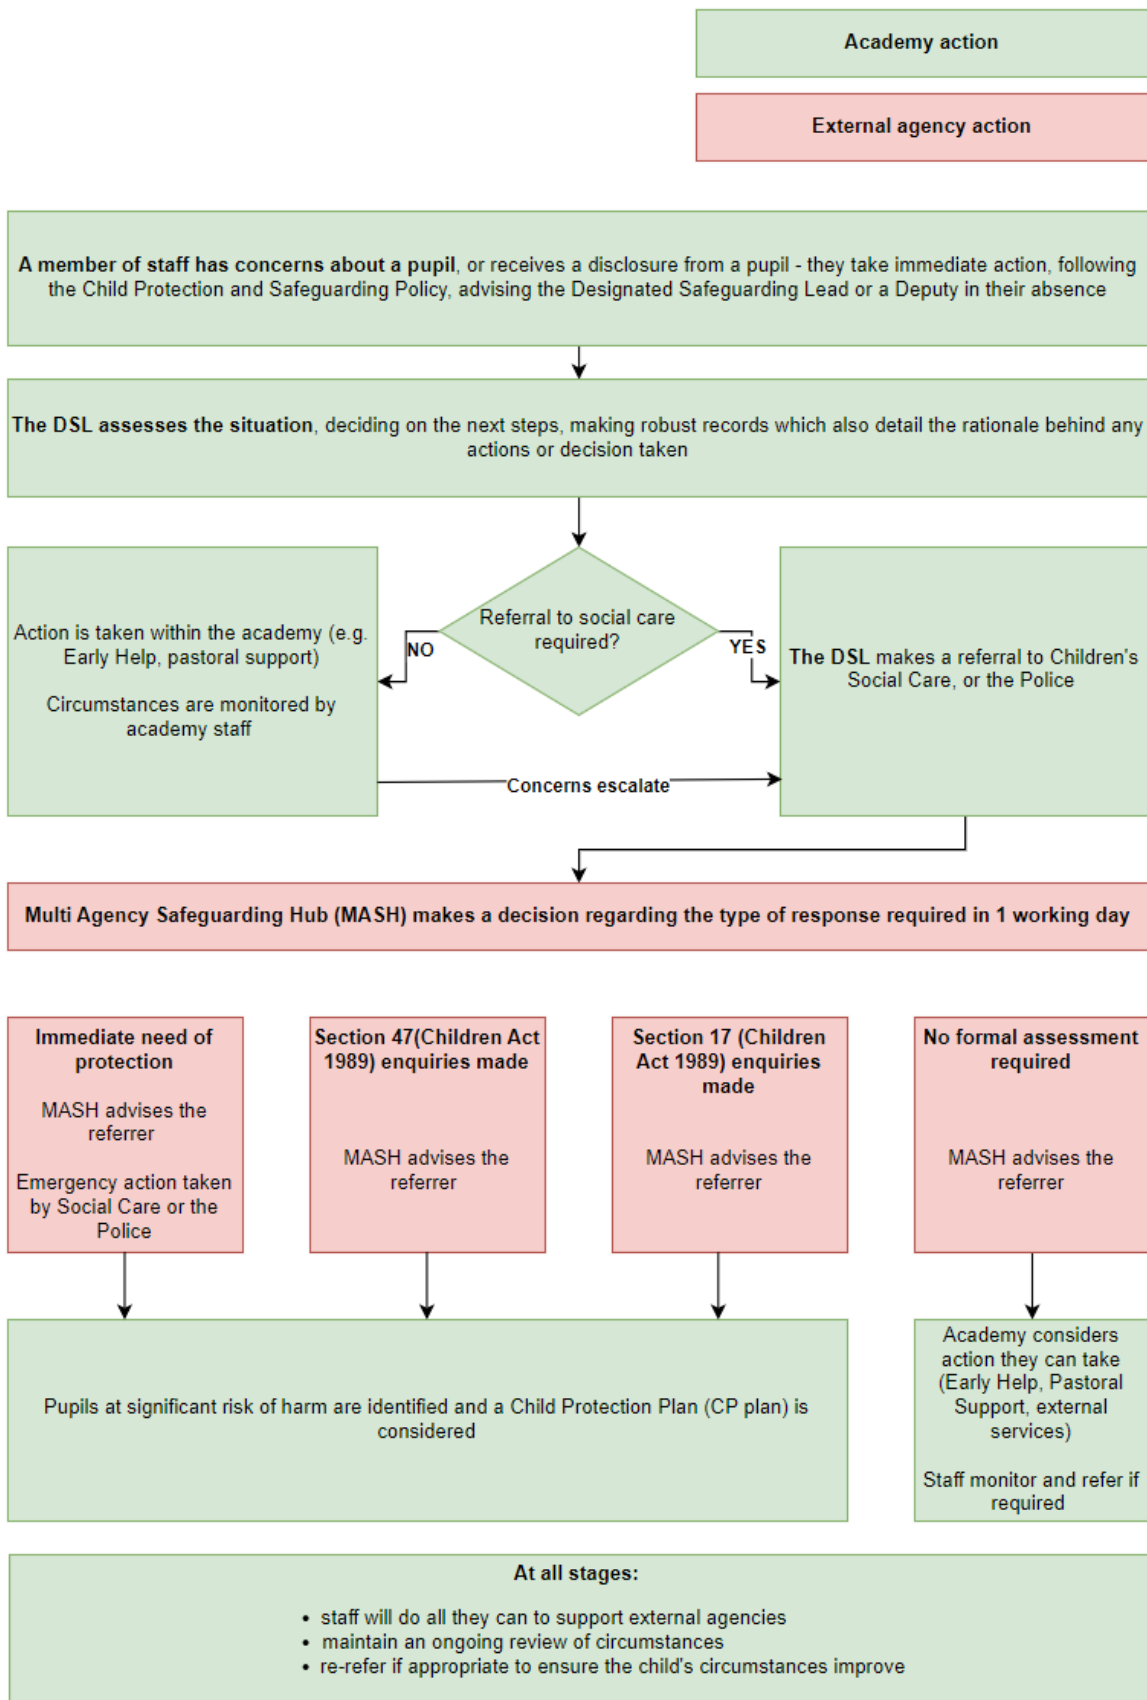 Academy action
External agency action
A member of staff has concerns about a pupil, or receives a disclosure from a pupil - they take immediate action, following
the Child Protection and Safeguarding Policy, advising the Designated Safeguarding Lead or a Deputy in their absence
The DSL assesses the situation, deciding on the next steps, making robust records which also detail the rationale behind any
actions or decision taken
Referral to social care
required?
NO
YES
Action is taken within the academy (e.g.
Early Help, pastoral support)
Circumstances are monitored by
academy staff
The DSL makes a referral to Children's
Social Care, or the Police
Concerns escalate
Multi Agency Safeguarding Hub (MASH) makes a decision regarding the type of response required in 1 working day
Immediate need of
protection
MASH advises the
referrer
Emergency action taken
by Social Care or the
Police
Section 47(Children Act
1989) enquiries made
MASH advises the
referrer
Section 17 (Children
Act 1989) enquiries
made
MASH advises the
referrer
No formal assessment
required
MASH advises the
referrer
Pupils at significant risk of harm are identified and a Child Protection Plan (CP plan) is
considered
Academy considers
action they can take
(Early Help, Pastoral
Support, external
services)
Staff monitor and refer if
required
At all stages:
• staff will do all they can to support external agencies
• maintain an ongoing review of circumstances
• re-refer if appropriate to ensure the child's circumstances improve